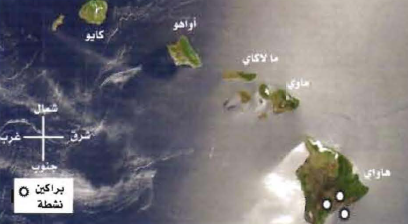 كايو
أواهو
ما لاكاي
ماوي
هاواي
شمال
غرب
شرق
جنوب
براكين
نشطة